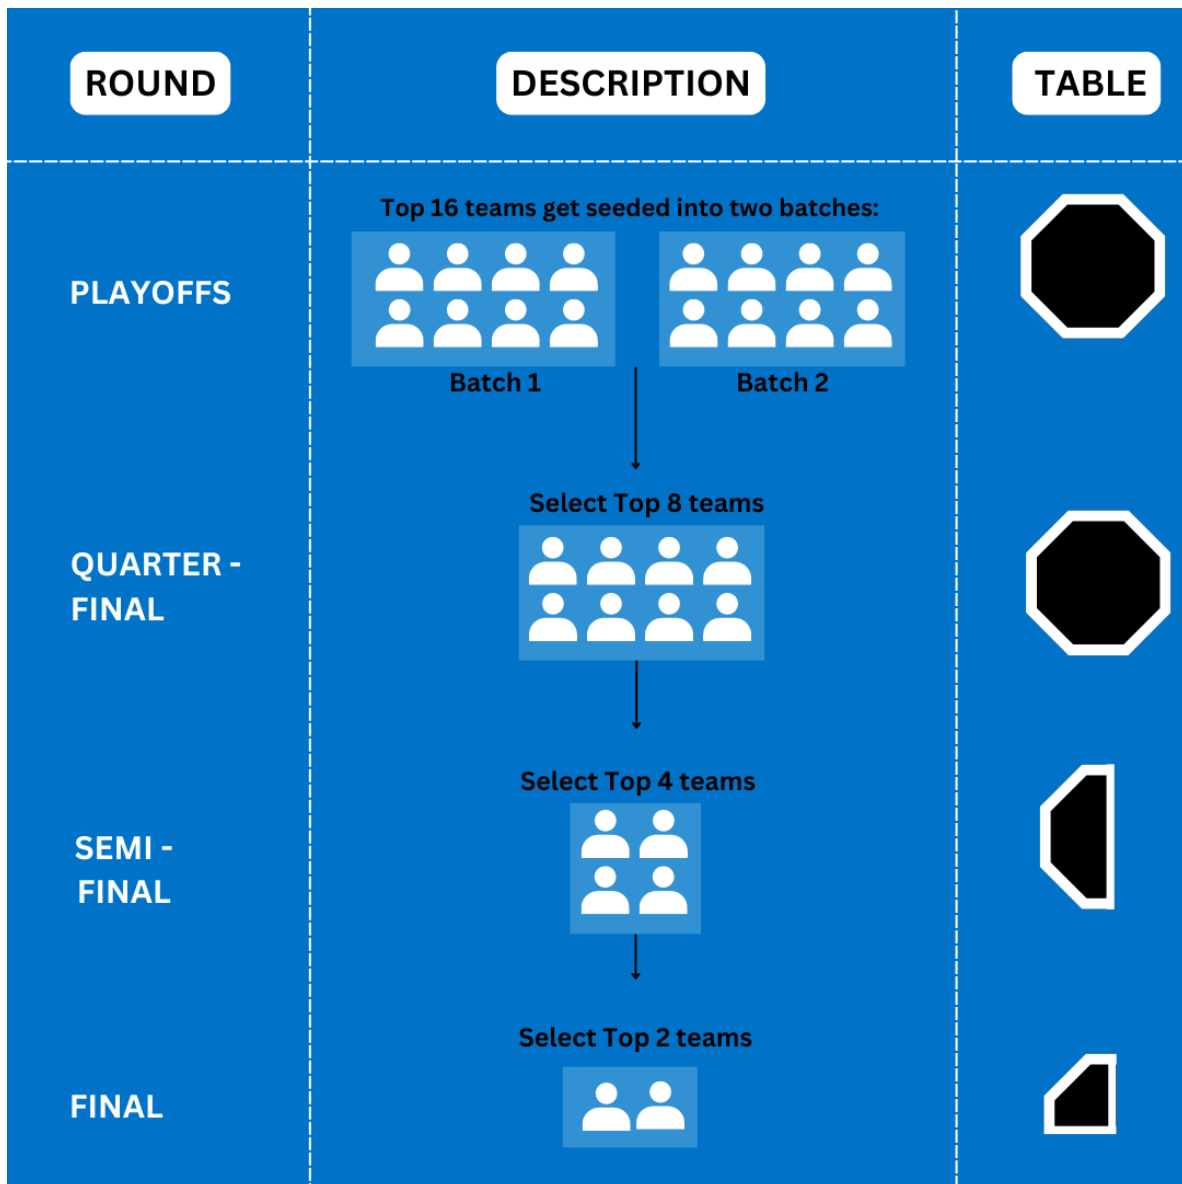 ROUND
DESCRIPTION
TABLE
PLAYOFFS
Top 16 teams get seeded into two batches:
Batch 1
Batch 2
QUARTER -
FINAL
Select Top 8 teams
SEMI -
FINAL
Select Top 4 teams
FINAL
Select Top 2 teams